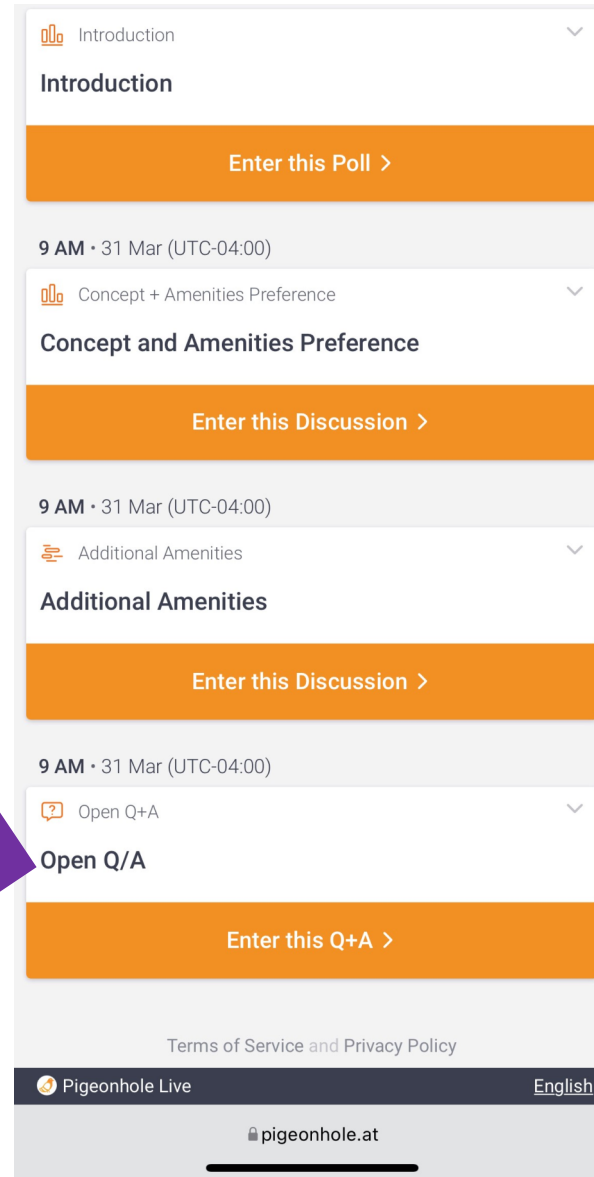 Introduction
Introduction
Enter this Poll >
9 AM • 31 Mar (UTC-04:00)
Concept + Amenities Preference
Concept and Amenities Preference
Enter this Discussion >
9 AM • 31 Mar (UTC-04:00)
Additional Amenities
Additional Amenities
Enter this Discussion >
9 AM • 31 Mar (UTC-04:00)
Open Q+A
Open Q/A
Enter this Q+A >
Terms of Service and Privacy Policy
Pigeonhole Live English
pigeonhole.at